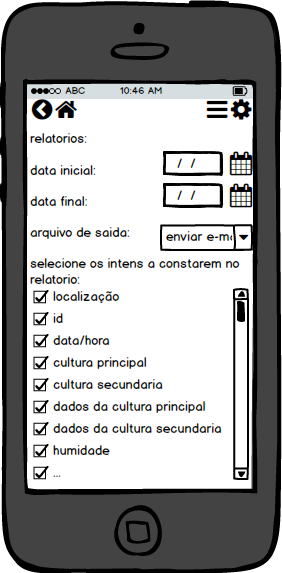 ●●●○○ ABC 10:46 AM
relatorios:
data inicial: / /
data final: / /
arquivo de saida: enviar e-m
selecione os intens a constarem no
relatorio:
localização
id
data/hora
cultura principal
cultura secundaria
dados da cultura principal
dados da cultura secundaria
humidade
...